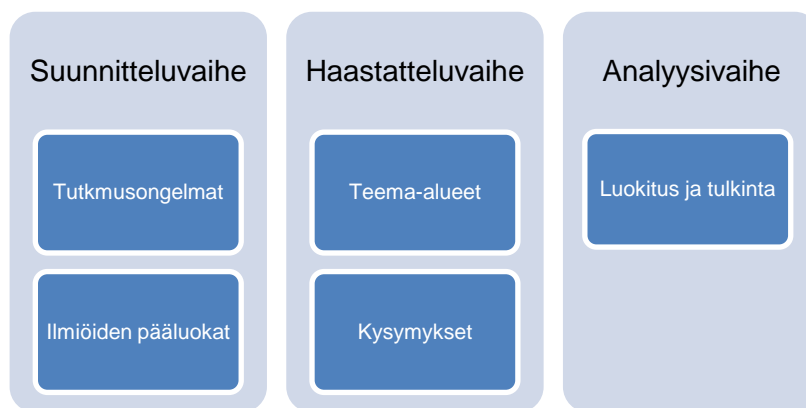 Suunnitteluvaihe
Tutkmusongelmat
Ilmiöiden pääluokat
Haastatteluvaihe
Teema-alueet
Kysymykset
Analyysivaihe
Luokitus ja tulkinta